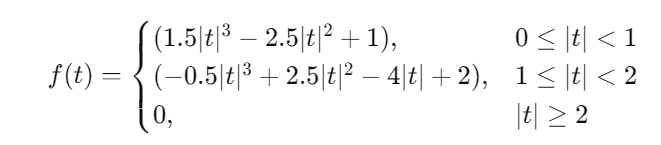 (1.5|t|³ − 2.5|t|² + 1), 0 ≤ |t| < 1
f(t) = { (−0.5|t|³ + 2.5|t|² − 4|t| + 2), 1 ≤ |t| < 2
0, |t| ≥ 2